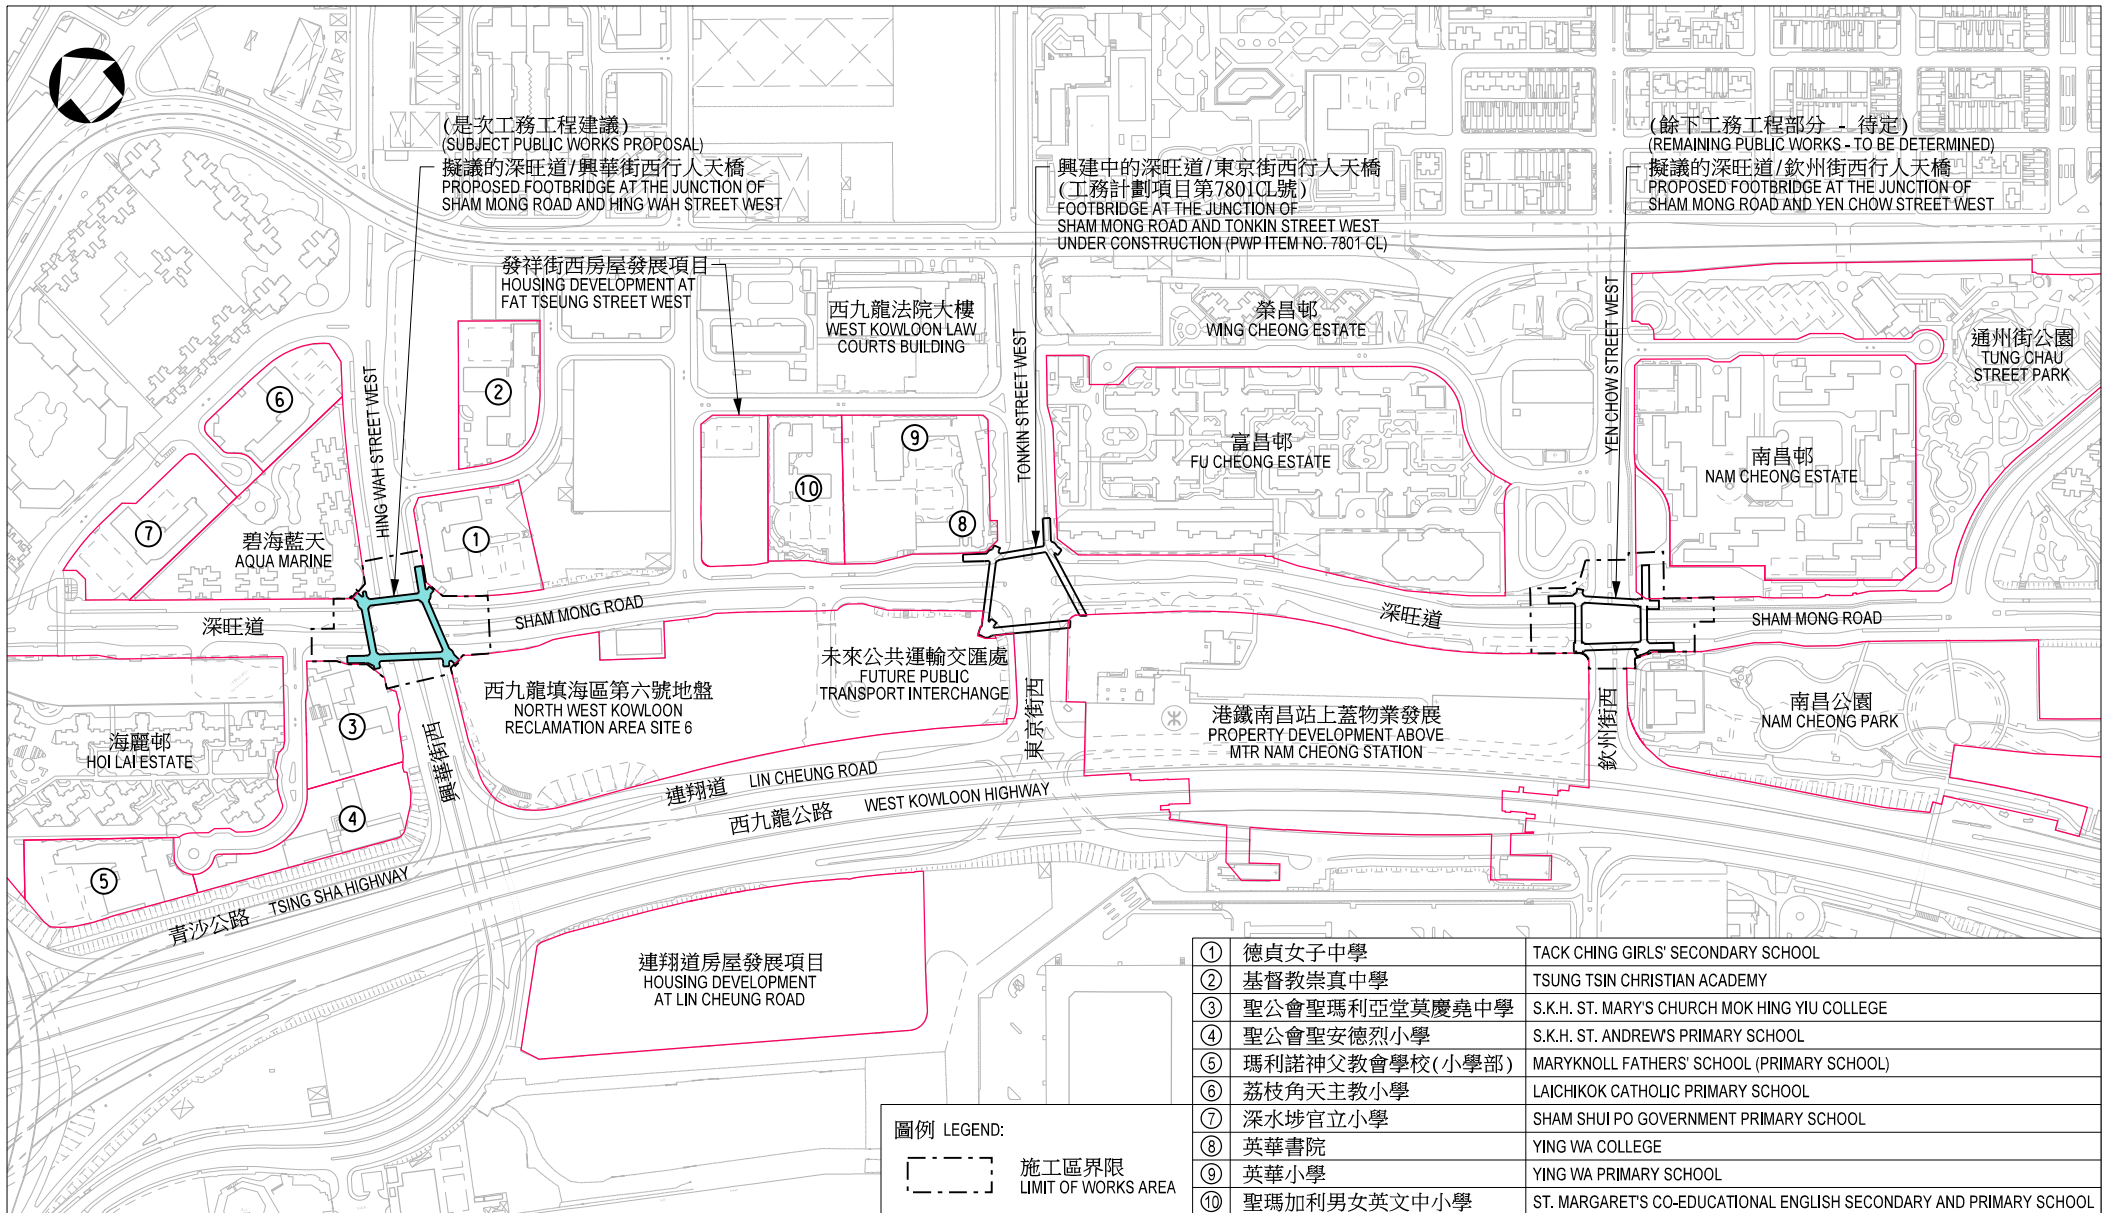 (是次工務工程建議)
(SUBJECT PUBLIC WORKS PROPOSAL)
擬議的深旺道/興華街西行人天橋
PROPOSED FOOTBRIDGE AT THE JUNCTION OF
SHAM MONG ROAD AND HING WAH STREET WEST
興建中的深旺道/東京街西行人天橋
(工務計劃項目第7801CL號)
FOOTBRIDGE AT THE JUNCTION OF
SHAM MONG ROAD AND TONKIN STREET WEST
UNDER CONSTRUCTION (PWP ITEM NO. 7801 CL)
(餘下工務工程部分 - 待定)
(REMAINING PUBLIC WORKS - TO BE DETERMINED)
擬議的深旺道/欽州街西行人天橋
PROPOSED FOOTBRIDGE AT THE JUNCTION OF
SHAM MONG ROAD AND YEN CHOW STREET WEST
發祥街西房屋發展項目
HOUSING DEVELOPMENT AT
FAT TSEUNG STREET WEST
西九龍法院大樓
WEST KOWLOON LAW
COURTS BUILDING
榮昌邨
WING CHEONG ESTATE
通州街公園
TUNG CHAU
STREET PARK
HING WAH STREET WEST
TONKIN STREET WEST
YEN CHOW STREET WEST
⑥
②
⑨
⑩
⑧
⑦
①
富昌邨
FU CHEONG ESTATE
南昌邨
NAM CHEONG ESTATE
碧海藍天
AQUA MARINE
深旺道
SHAM MONG ROAD
深旺道
SHAM MONG ROAD
未來公共運輸交匯處
FUTURE PUBLIC
TRANSPORT INTERCHANGE
西九龍填海區第六號地盤
NORTH WEST KOWLOON
RECLAMATION AREA SITE 6
港鐵南昌站上蓋物業發展
PROPERTY DEVELOPMENT ABOVE
MTR NAM CHEONG STATION
南昌公園
NAM CHEONG PARK
海麗邨
HOI LAI ESTATE
③
④
⑤
興華街西
東京街西
欽州街西
連翔道 LIN CHEUNG ROAD
西九龍公路 WEST KOWLOON HIGHWAY
青沙公路 TSING SHA HIGHWAY
連翔道房屋發展項目
HOUSING DEVELOPMENT
AT LIN CHEUNG ROAD
① 德貞女子中學 TACK CHING GIRLS' SECONDARY SCHOOL
② 基督教崇真中學 TSUNG TSIN CHRISTIAN ACADEMY
③ 聖公會聖瑪利亞堂莫慶堯中學 S.K.H. ST. MARY'S CHURCH MOK HING YIU COLLEGE
④ 聖公會聖安德烈小學 S.K.H. ST. ANDREW'S PRIMARY SCHOOL
⑤ 瑪利諾神父教會學校(小學部) MARYKNOLL FATHERS' SCHOOL (PRIMARY SCHOOL)
⑥ 荔枝角天主教小學 LAICHIKOK CATHOLIC PRIMARY SCHOOL
⑦ 深水埗官立小學 SHAM SHUI PO GOVERNMENT PRIMARY SCHOOL
⑧ 英華書院 YING WA COLLEGE
⑨ 英華小學 YING WA PRIMARY SCHOOL
⑩ 聖瑪加利男女英文中小學 ST. MARGARET'S CO-EDUCATIONAL ENGLISH SECONDARY AND PRIMARY SCHOOL
圖例 LEGEND:
施工區界限
LIMIT OF WORKS AREA